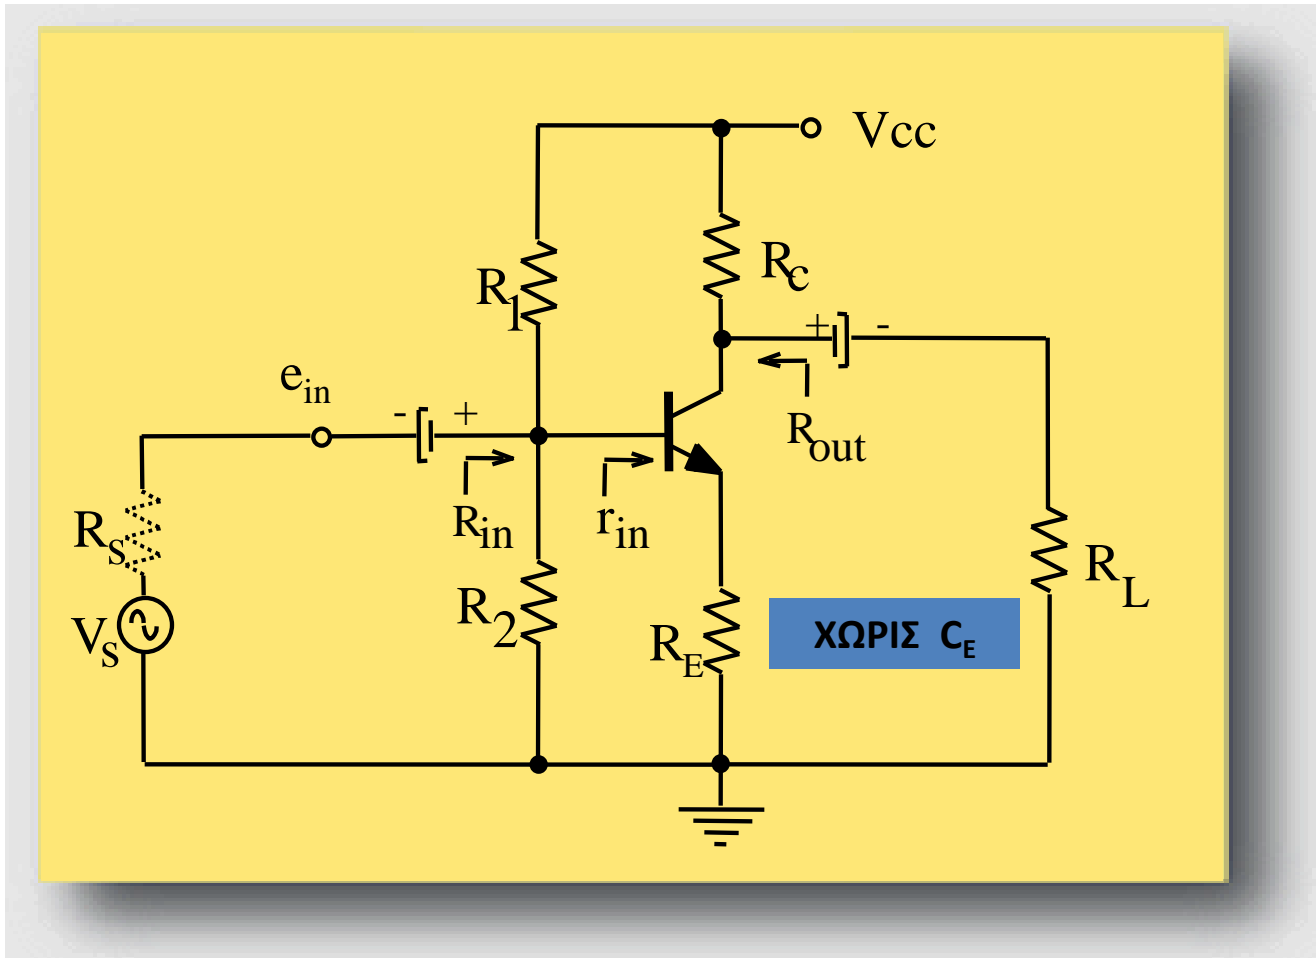 Vcc
Rc
R1
ein
- +
+ -
Rout
Rin
rin
RS
RL
R2
VS
RE
ΧΩΡΙΣ CE